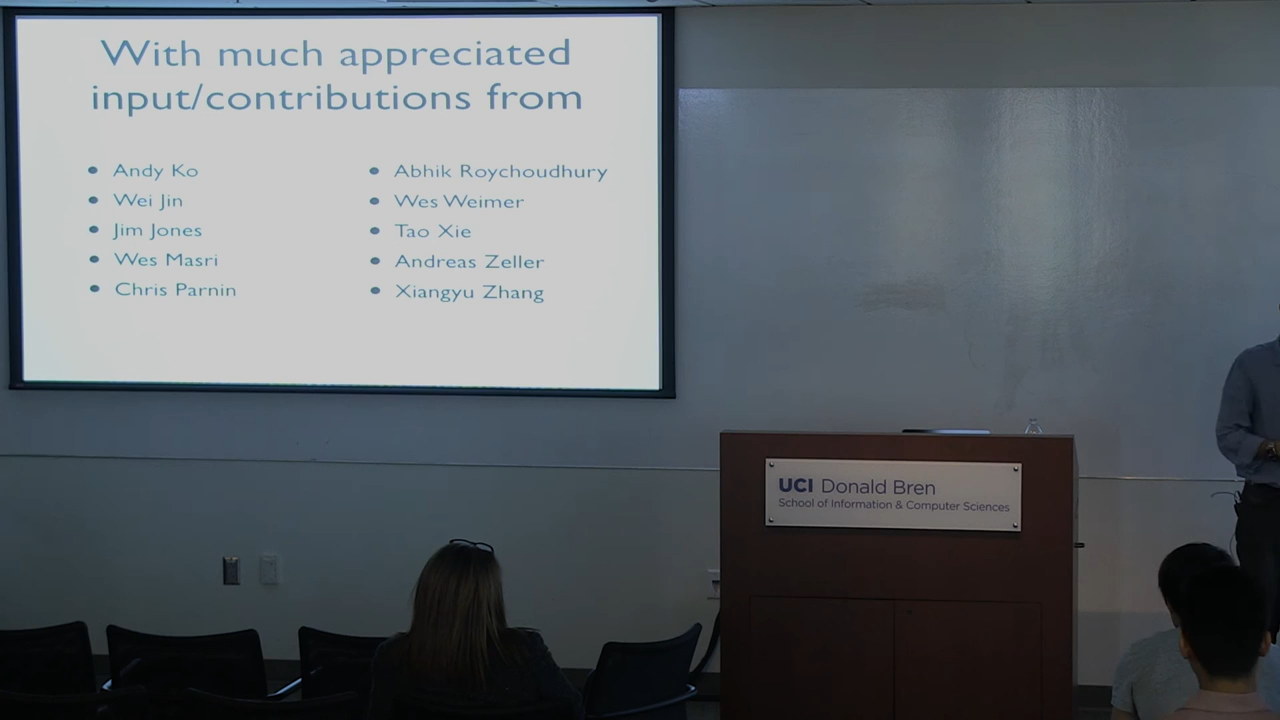 With much appreciated
input/contributions from
• Andy Ko
• Wei Jin
• Jim Jones
• Wes Masri
• Chris Parnin
• Abhik Roychoudhury
• Wes Weimer
• Tao Xie
• Andreas Zeller
• Xiangyu Zhang
UCI Donald Bren
School of Information & Computer Sciences